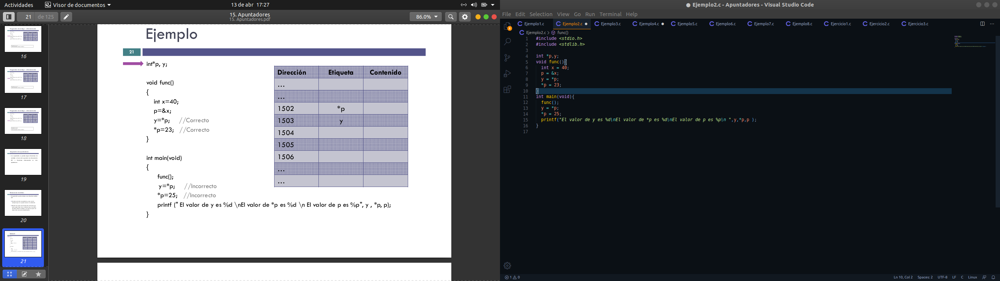 Actividades
Visor de documentos
13 de abr 17:27
21 de 125
15. Apuntadores
15. Apuntadores.pdf
86.0%
16
17
18
19
20
21
Ejemplo
21
int*p, y;
void func()
{
int x=40;
p=&x;
y=*p; //Correcto
*p=23; //Correcto
}
int main(void)
{
func();
y=*p; //Incorrecto
*p=25; //Incorrecto
printf (" El valor de y es %d \nEl valor de *p es %d \n El valor de p es %p", y , *p, p);
}
Dirección Etiqueta Contenido
...
...
1502 *p
1503 y
1504
1505
1506
...
...
● Ejemplo2.c - Apuntadores - Visual Studio Code
File Edit Selection View Go Run Terminal Help
Ejemplo1.c Ejemplo2.c Ejemplo3.c Ejemplo4.c Ejemplo5.c Ejemplo6.c Ejemplo7.c Ejemplo8.c Ejercicio1.c Ejercicio2.c Ejercicio3.c
2
Ejemplo2.c > func()
1 #include <stdio.h>
2 #include <stdlib.h>
3
4 int *p,y;
5 void func(){
6 int x = 40;
7 p = &x;
8 y = *p;
9 *p = 23;
10 }
11 int main(void){
12 func();
13 y = *p;
14 *p = 25;
15 printf("El valor de y es %d\nEl valor de *p es %d\nEl valor de p es %p\n ",y,*p,p );
16 }
17
1 0
Ln 10, Col 2 Spaces: 2 UTF-8 LF C Linux